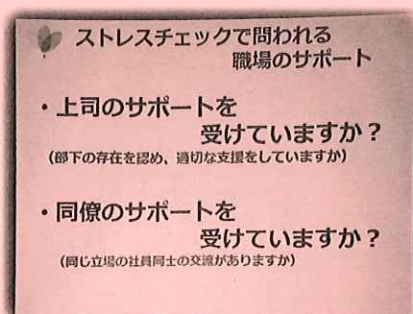 ストレスチェックで問われる
職場のサポート
・上司のサポートを
受けていますか？
(部下の存在を認め、適切な支援をしていますか)
・同僚のサポートを
受けていますか？
(同じ立場の社員同士の交流がありますか)